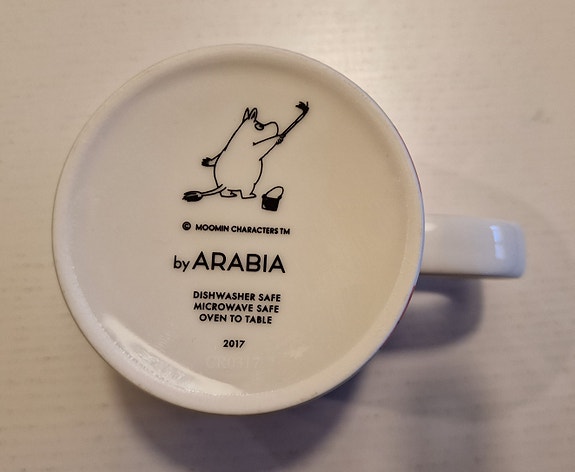 © MOOMIN CHARACTERS TM
by ARABIA
DISHWASHER SAFE
MICROWAVE SAFE
OVEN TO TABLE
2017